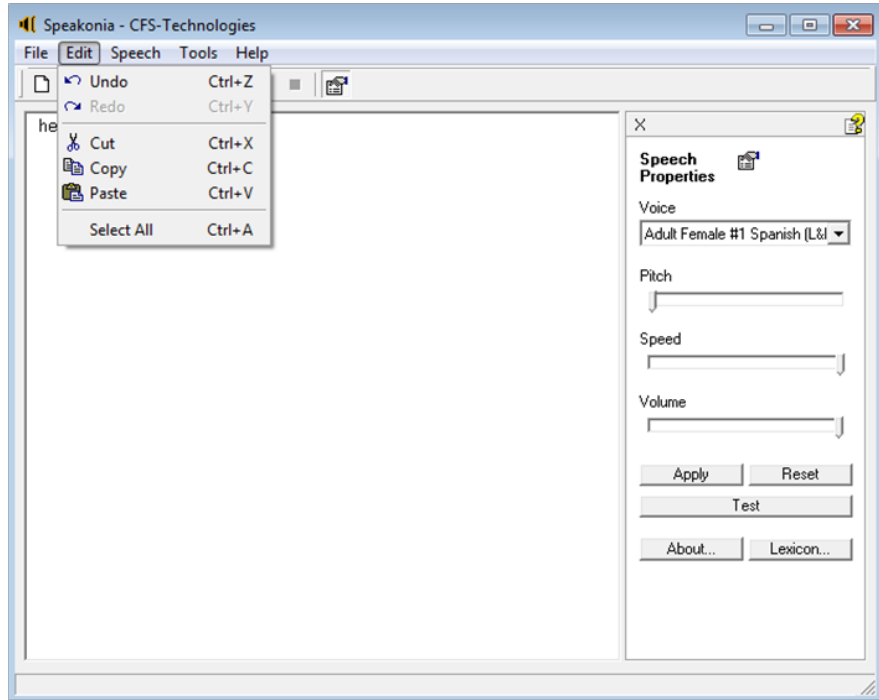 Speakonia - CFS-Technologies
File Edit Speech Tools Help
Undo Ctrl+Z
Redo Ctrl+Y
Cut Ctrl+X
Copy Ctrl+C
Paste Ctrl+V
Select All Ctrl+A
he
X
Speech
Properties
Voice
Adult Female #1 Spanish (L&
Pitch
Speed
Volume
Apply Reset
Test
About... Lexicon...